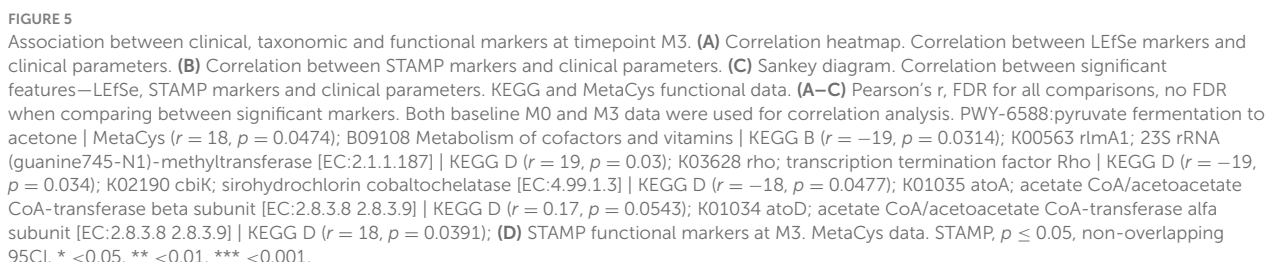 FIGURE 5
Association between clinical, taxonomic and functional markers at timepoint M3. (A) Correlation heatmap. Correlation between LEfSe markers and
clinical parameters. (B) Correlation between STAMP markers and clinical parameters. (C) Sankey diagram. Correlation between significant
features—LEfSe, STAMP markers and clinical parameters. KEGG and MetaCys functional data. (A–C) Pearson's r, FDR for all comparisons, no FDR
when comparing between significant markers. Both baseline M0 and M3 data were used for correlation analysis. PWY-6588:pyruvate fermentation to
acetone | MetaCys (r = 18, p = 0.0474); B09108 Metabolism of cofactors and vitamins | KEGG B (r = −19, p = 0.0314); K00563 rlmA1; 23S rRNA
(guanine745-N1)-methyltransferase [EC:2.1.1.187] | KEGG D (r = 19, p = 0.03); K03628 rho; transcription termination factor Rho | KEGG D (r = −19,
p = 0.034); K02190 cbiK; sirohydrochlorin cobaltochelatase [EC:4.99.1.3] | KEGG D (r = −18, p = 0.0477); K01035 atoA; acetate CoA/acetoacetate
CoA-transferase beta subunit [EC:2.8.3.8 2.8.3.9] | KEGG D (r = 0.17, p = 0.0543); K01034 atoD; acetate CoA/acetoacetate CoA-transferase alfa
subunit [EC:2.8.3.8 2.8.3.9] | KEGG D (r = 18, p = 0.0391); (D) STAMP functional markers at M3. MetaCys data. STAMP, p ≤ 0.05, non-overlapping
95CI. * <0.05, ** <0.01, *** <0.001.